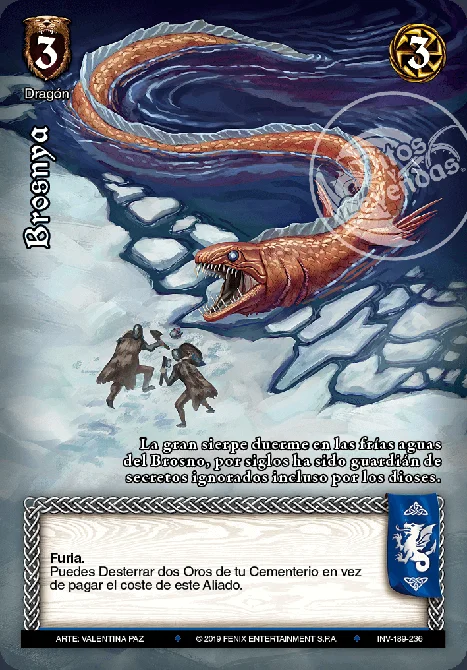 3
3
Dragón
Brosnya
Mitos
Leyendas
La gran sierpe duerme en las frías aguas
del Brosno, por siglos ha sido guardián de
secretos ignorados incluso por los dioses.
Furia.
Puedes Desterrar dos Oros de tu Cementerio en vez
de pagar el coste de este Aliado.
ARTE: VALENTINA PAZ
© 2019 FENIX ENTERTAINMENT S.P.A.
INV-189-236